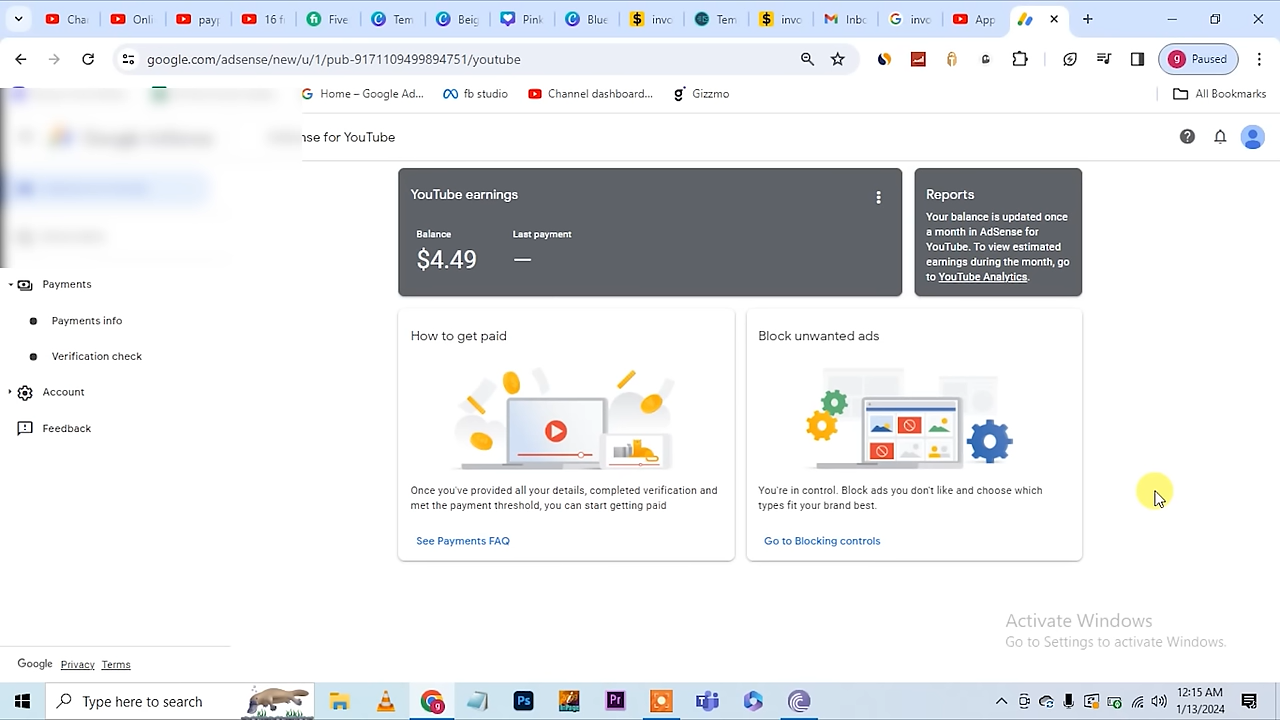 Cha
Onli
payp
16 f
Five
Tem
Beig
Pink
Blue
invo
Tem
invo
Inbo
invo
App
google.com/adsense/new/u/1/pub-9171109499894751/youtube
g
Paused
Home – Google Ad...
fb studio
Channel dashboard...
Gizmo
All Bookmarks
nse for YouTube
YouTube earnings
Balance
Last payment
$4.49
—
Reports
Your balance is updated once
a month in AdSense for
YouTube. To view estimated
earnings during the month, go
to YouTube Analytics.
Payments
Payments info
Verification check
Account
Feedback
How to get paid
Once you've provided all your details, completed verification and
met the payment threshold, you can start getting paid
See Payments FAQ
Block unwanted ads
You're in control. Block ads you don't like and choose which
types fit your brand best.
Go to Blocking controls
Activate Windows
Go to Settings to activate Windows.
Google Privacy Terms
Type here to search
Ps
Pr
12:15 AM
1/13/2024